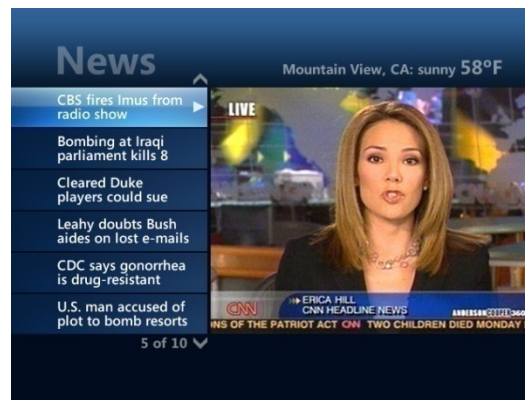 News
Mountain View, CA: sunny 58°F
CBS fires Imus from
radio show
Bombing at Iraqi
parliament kills 8
Cleared Duke
players could sue
Leahy doubts Bush
aides on lost e-mails
CDC says gonorrhea
is drug-resistant
U.S. man accused of
plot to bomb resorts
5 of 10
LIVE
CNN
ERICA HILL
CNN HEADLINE NEWS
ANDERSON COOPER 360
NS OF THE PATRIOT ACT CNN TWO CHILDREN DIED MONDAY